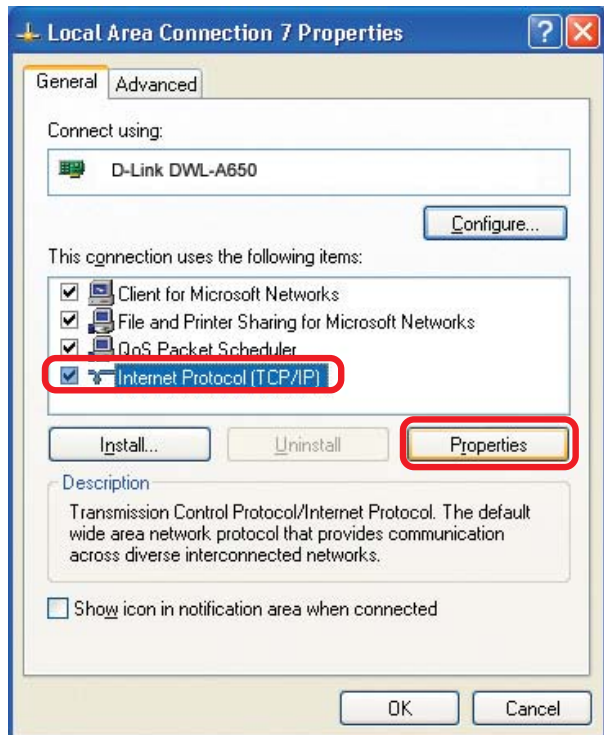 Local Area Connection 7 Properties
General Advanced
Connect using:
D-Link DWL-A650
Configure...
This connection uses the following items:
Client for Microsoft Networks
File and Printer Sharing for Microsoft Networks
QoS Packet Scheduler
Internet Protocol (TCP/IP)
Install... Uninstall Properties
Description
Transmission Control Protocol/Internet Protocol. The default
wide area network protocol that provides communication
across diverse interconnected networks.
Show icon in notification area when connected
OK Cancel